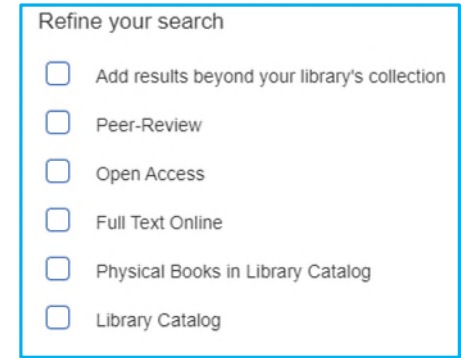 Refine your search
Add results beyond your library's collection
Peer-Review
Open Access
Full Text Online
Physical Books in Library Catalog
Library Catalog